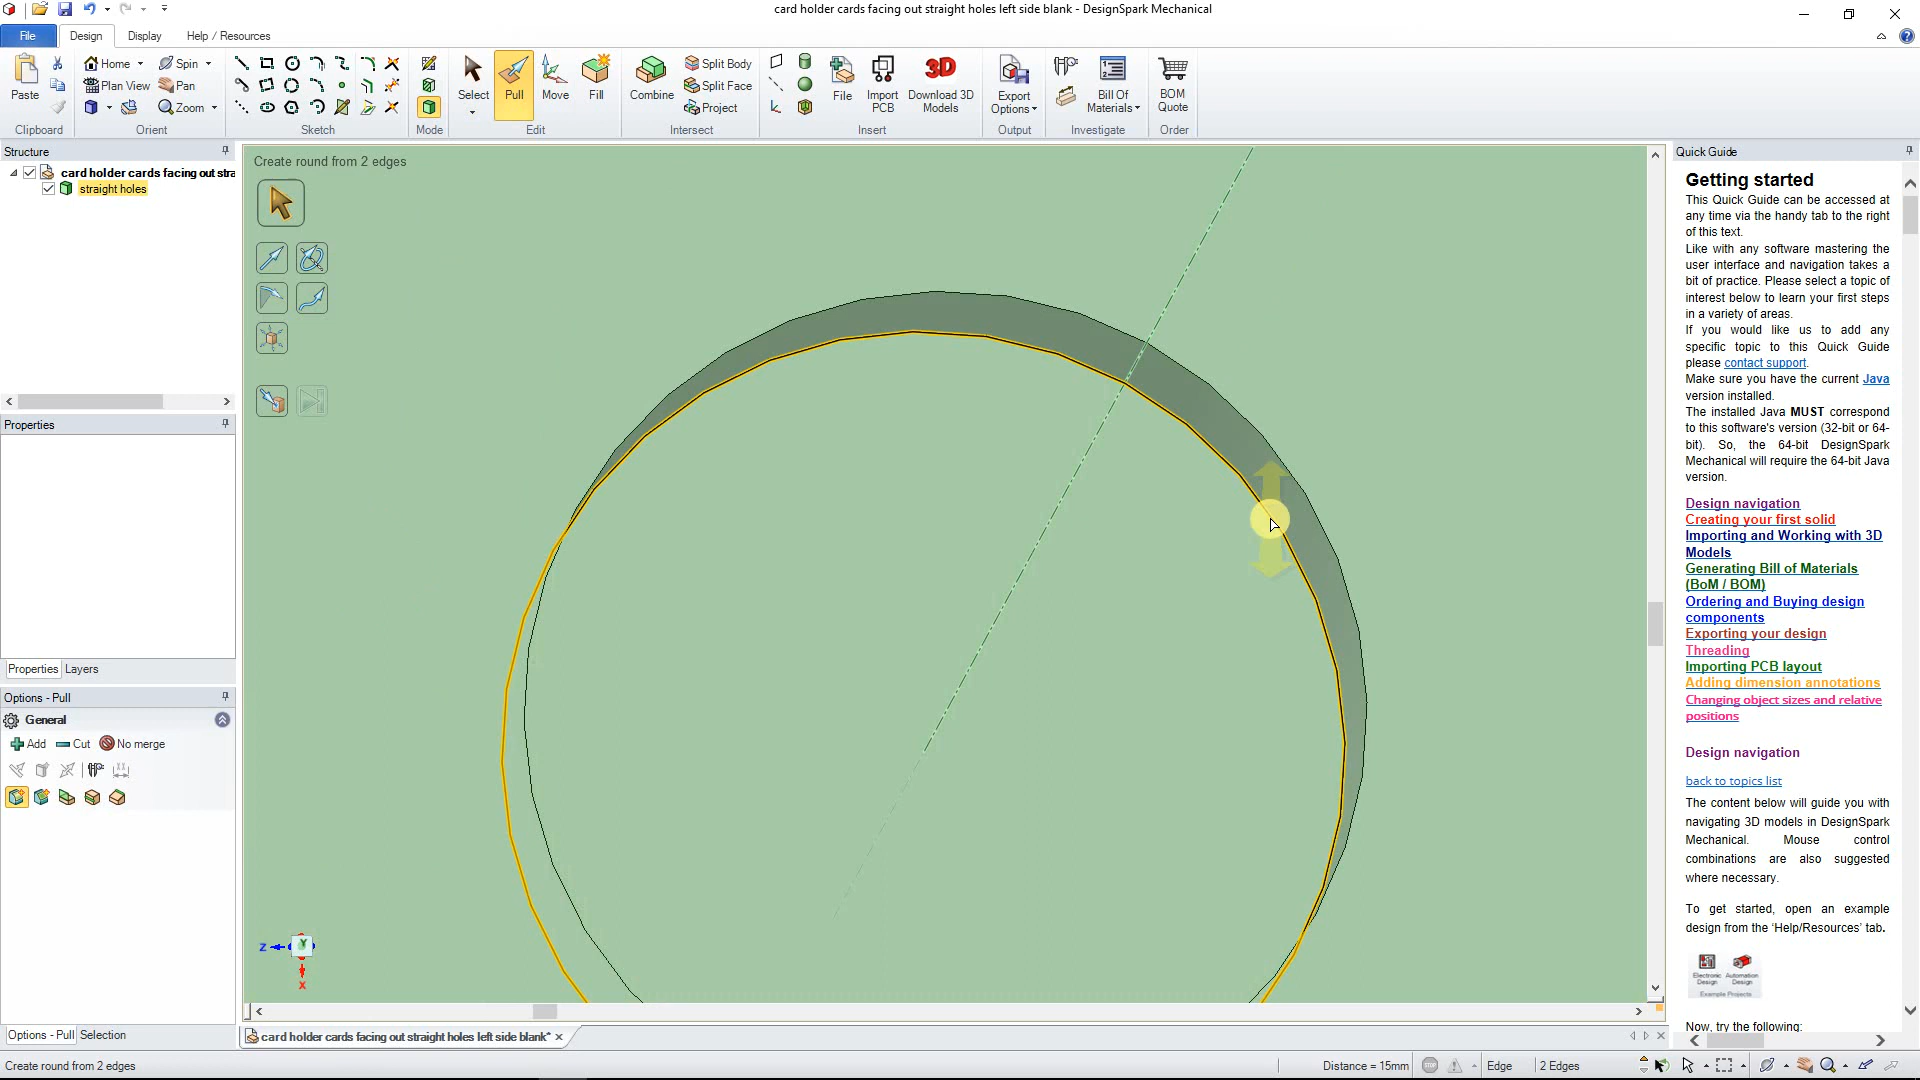 card holder cards facing out straight holes left side blank - DesignSpark Mechanical
File Design Display Help / Resources
Paste
Home
Plan View
Spin
Pan
Zoom
Select
Pull
Move
Fill
Combine
Split Body
Split Face
Project
File
Import
PCB
Download 3D
Models
Export
Options
Bill Of
Materials
BOM
Quote
Clipboard Orient Sketch Mode Edit Intersect Insert Output Investigate Order
Structure
card holder cards facing out stra
straight holes
Properties
Properties Layers
Options - Pull
General
Add Cut No merge
Options - Pull Selection
Create round from 2 edges
Z
Y
X
card holder cards facing out straight holes left side blank*
Create round from 2 edges
Distance = 15mm
Edge
2 Edges
Quick Guide
Getting started
This Quick Guide can be accessed at
any time via the handy tab to the right
of this text.
Like with any software mastering the
user interface and navigation takes a
bit of practice. Please select a topic of
interest below to learn your first steps
in a variety of areas.
If you would like us to add any
specific topic to this Quick Guide
please contact support.
Make sure you have the current Java
version installed.
The installed Java MUST correspond
to this software's version (32-bit or 64-
bit). So, the 64-bit DesignSpark
Mechanical will require the 64-bit Java
version.
Design navigation
Creating your first solid
Importing and Working with 3D
Models
Generating Bill of Materials
(BoM / BOM)
Ordering and Buying design
components
Exporting your design
Threading
Importing PCB layout
Adding dimension annotations
Changing object sizes and relative
positions
Design navigation
back to topics list
The content below will guide you with
navigating 3D models in DesignSpark
Mechanical. Mouse control
combinations are also suggested
where necessary.
To get started, open an example
design from the 'Help/Resources' tab.
Electronic Automation
Design Design
Example Projects
Now, try the following: